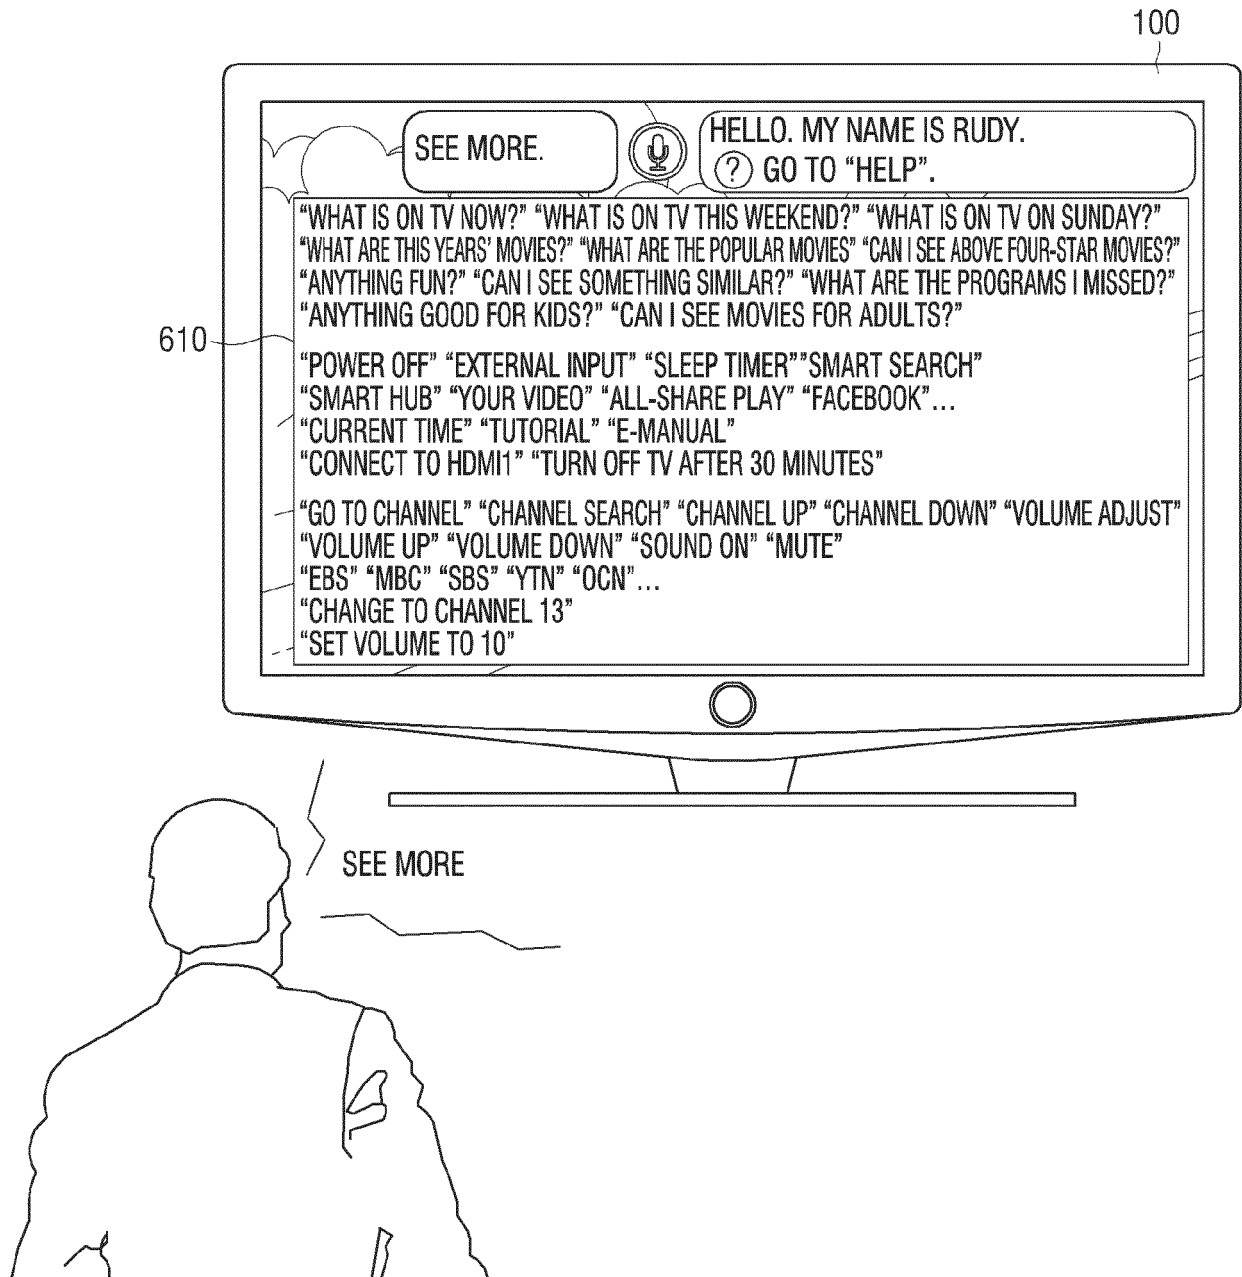 100
SEE MORE.
HELLO. MY NAME IS RUDY.
? GO TO “HELP”.
“WHAT IS ON TV NOW?” “WHAT IS ON TV THIS WEEKEND?” “WHAT IS ON TV ON SUNDAY?”
“WHAT ARE THIS YEARS’ MOVIES?” “WHAT ARE THE POPULAR MOVIES” “CAN I SEE ABOVE FOUR-STAR MOVIES?”
“ANYTHING FUN?” “CAN I SEE SOMETHING SIMILAR?” “WHAT ARE THE PROGRAMS I MISSED?”
“ANYTHING GOOD FOR KIDS?” “CAN I SEE MOVIES FOR ADULTS?”
610
“POWER OFF” “EXTERNAL INPUT” “SLEEP TIMER””SMART SEARCH”
“SMART HUB” “YOUR VIDEO” “ALL-SHARE PLAY” “FACEBOOK”...
“CURRENT TIME” “TUTORIAL” “E-MANUAL”
“CONNECT TO HDMI1” “TURN OFF TV AFTER 30 MINUTES”
“GO TO CHANNEL” “CHANNEL SEARCH” “CHANNEL UP” “CHANNEL DOWN” “VOLUME ADJUST”
“VOLUME UP” “VOLUME DOWN” “SOUND ON” “MUTE”
“EBS” “MBC” “SBS” “YTN” “OCN”...
“CHANGE TO CHANNEL 13”
“SET VOLUME TO 10”
SEE MORE